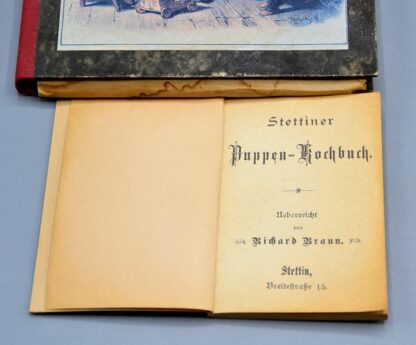 Stettiner
Puppen-Kochbuch.
Ueberreicht
von
Richard Braun.
Stettin,
Breitestraße 15.